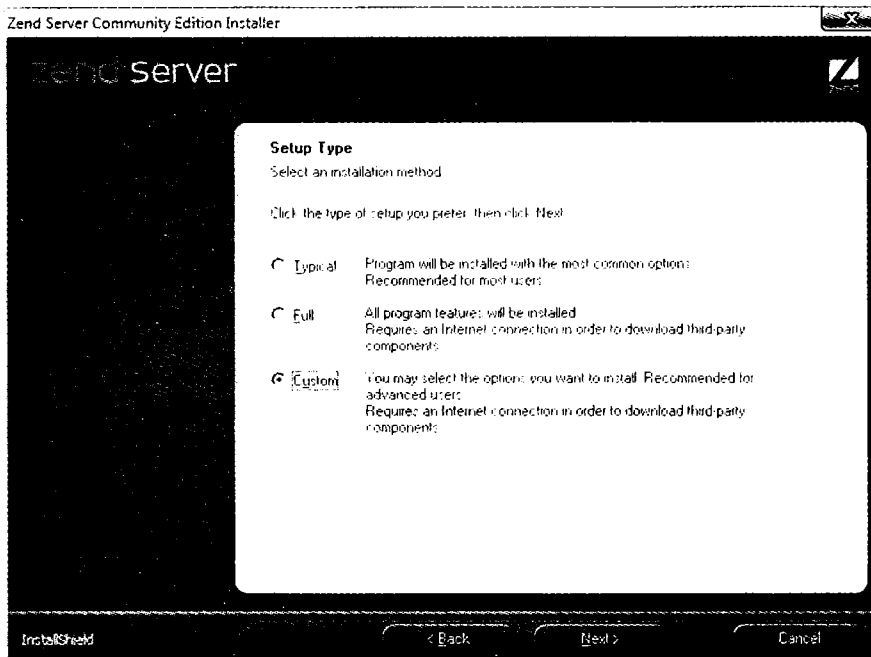 Zend Server Community Edition Installer
zend server
zend
Setup Type
Select an installation method
Click the type of setup you prefer, then click Next
Typical
Program will be installed with the most common options
Recommended for most users
Full
All program features will be installed
Requires an Internet connection in order to download third-party
components
Custom
You may select the options you want to install. Recommended for
advanced users
Requires an Internet connection in order to download third-party
components
InstallShield
< Back
Next >
Cancel